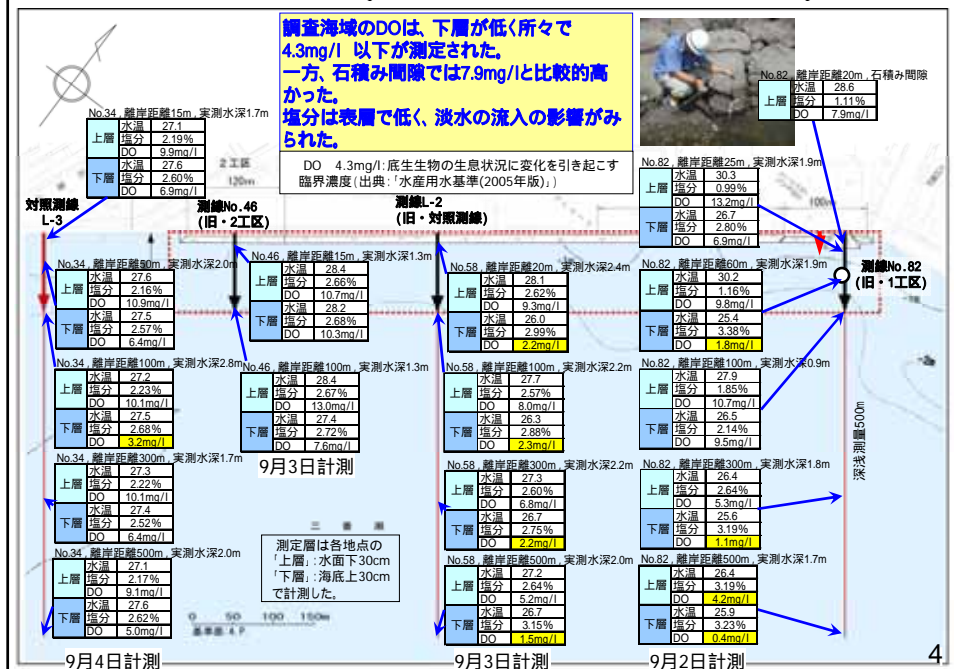 調査海域のDOは、下層が低く所々で
4.3mg/l 以下が測定された。
一方、石積み間隙では7.9mg/lと比較的高
かった。
塩分は表層で低く、淡水の流入の影響がみ
られた。
DO 4.3mg/l:底生生物の生息状況に変化を引き起こす
臨界濃度(出典:「水産用水基準(2005年版)」)
No.82, 離岸距離20m, 石積み間隙
上層 水温 28.6
塩分 1.11%
DO 7.9mg/l
No.34, 離岸距離15m, 実測水深1.7m
上層 水温 27.1
塩分 2.19%
DO 9.9mg/l
下層 水温 27.6
塩分 2.60%
DO 6.9mg/l
2工区
120m
100m
対照測線
L-3
測線No.46
(旧・2工区)
測線L-2
(旧・対照測線)
測線No.82
(旧・1工区)
No.82, 離岸距離25m, 実測水深1.9m
上層 水温 30.3
塩分 0.99%
DO 13.2mg/l
下層 水温 26.7
塩分 2.80%
DO 6.9mg/l
No.34, 離岸距離50m, 実測水深2.0m
上層 水温 27.6
塩分 2.16%
DO 10.9mg/l
下層 水温 27.5
塩分 2.57%
DO 6.4mg/l
No.46, 離岸距離15m, 実測水深1.3m
上層 水温 28.4
塩分 2.66%
DO 10.7mg/l
下層 水温 28.2
塩分 2.68%
DO 10.3mg/l
No.58, 離岸距離20m, 実測水深2.4m
上層 水温 28.1
塩分 2.62%
DO 9.3mg/l
下層 水温 26.0
塩分 2.99%
DO 2.2mg/l
No.82, 離岸距離60m, 実測水深1.9m
上層 水温 30.2
塩分 1.16%
DO 9.8mg/l
下層 水温 25.4
塩分 3.38%
DO 1.8mg/l
No.34, 離岸距離100m, 実測水深2.8m
上層 水温 27.2
塩分 2.23%
DO 10.1mg/l
下層 水温 27.5
塩分 2.68%
DO 3.2mg/l
No.46, 離岸距離100m, 実測水深1.3m
上層 水温 28.4
塩分 2.67%
DO 13.0mg/l
下層 水温 27.4
塩分 2.72%
DO 7.6mg/l
9月3日計測
No.58, 離岸距離100m, 実測水深2.2m
上層 水温 27.7
塩分 2.57%
DO 8.0mg/l
下層 水温 26.3
塩分 2.88%
DO 2.3mg/l
No.82, 離岸距離100m, 実測水深0.9m
上層 水温 27.9
塩分 1.85%
DO 10.7mg/l
下層 水温 26.5
塩分 2.14%
DO 9.5mg/l
深浅測量500m
No.34, 離岸距離300m, 実測水深1.7m
上層 水温 27.3
塩分 2.22%
DO 10.1mg/l
下層 水温 27.4
塩分 2.52%
DO 6.4mg/l
No.58, 離岸距離300m, 実測水深2.2m
上層 水温 27.3
塩分 2.60%
DO 6.8mg/l
下層 水温 26.7
塩分 2.75%
DO 2.2mg/l
No.82, 離岸距離300m, 実測水深1.8m
上層 水温 26.4
塩分 2.64%
DO 5.3mg/l
下層 水温 25.6
塩分 3.19%
DO 1.1mg/l
三番瀬
測定層は各地点の
「上層」:水面下30cm
「下層」:海底上30cm
で計測した。
No.34, 離岸距離500m, 実測水深2.0m
上層 水温 27.1
塩分 2.17%
DO 9.1mg/l
下層 水温 27.6
塩分 2.62%
DO 5.0mg/l
9月4日計測
0 50 100 150m
基準面:A.P.
No.58, 離岸距離500m, 実測水深2.0m
上層 水温 27.2
塩分 2.64%
DO 5.2mg/l
下層 水温 26.7
塩分 3.15%
DO 1.5mg/l
9月3日計測
No.82, 離岸距離500m, 実測水深1.7m
上層 水温 26.4
塩分 3.19%
DO 4.2mg/l
下層 水温 25.9
塩分 3.23%
DO 0.4mg/l
9月2日計測
4